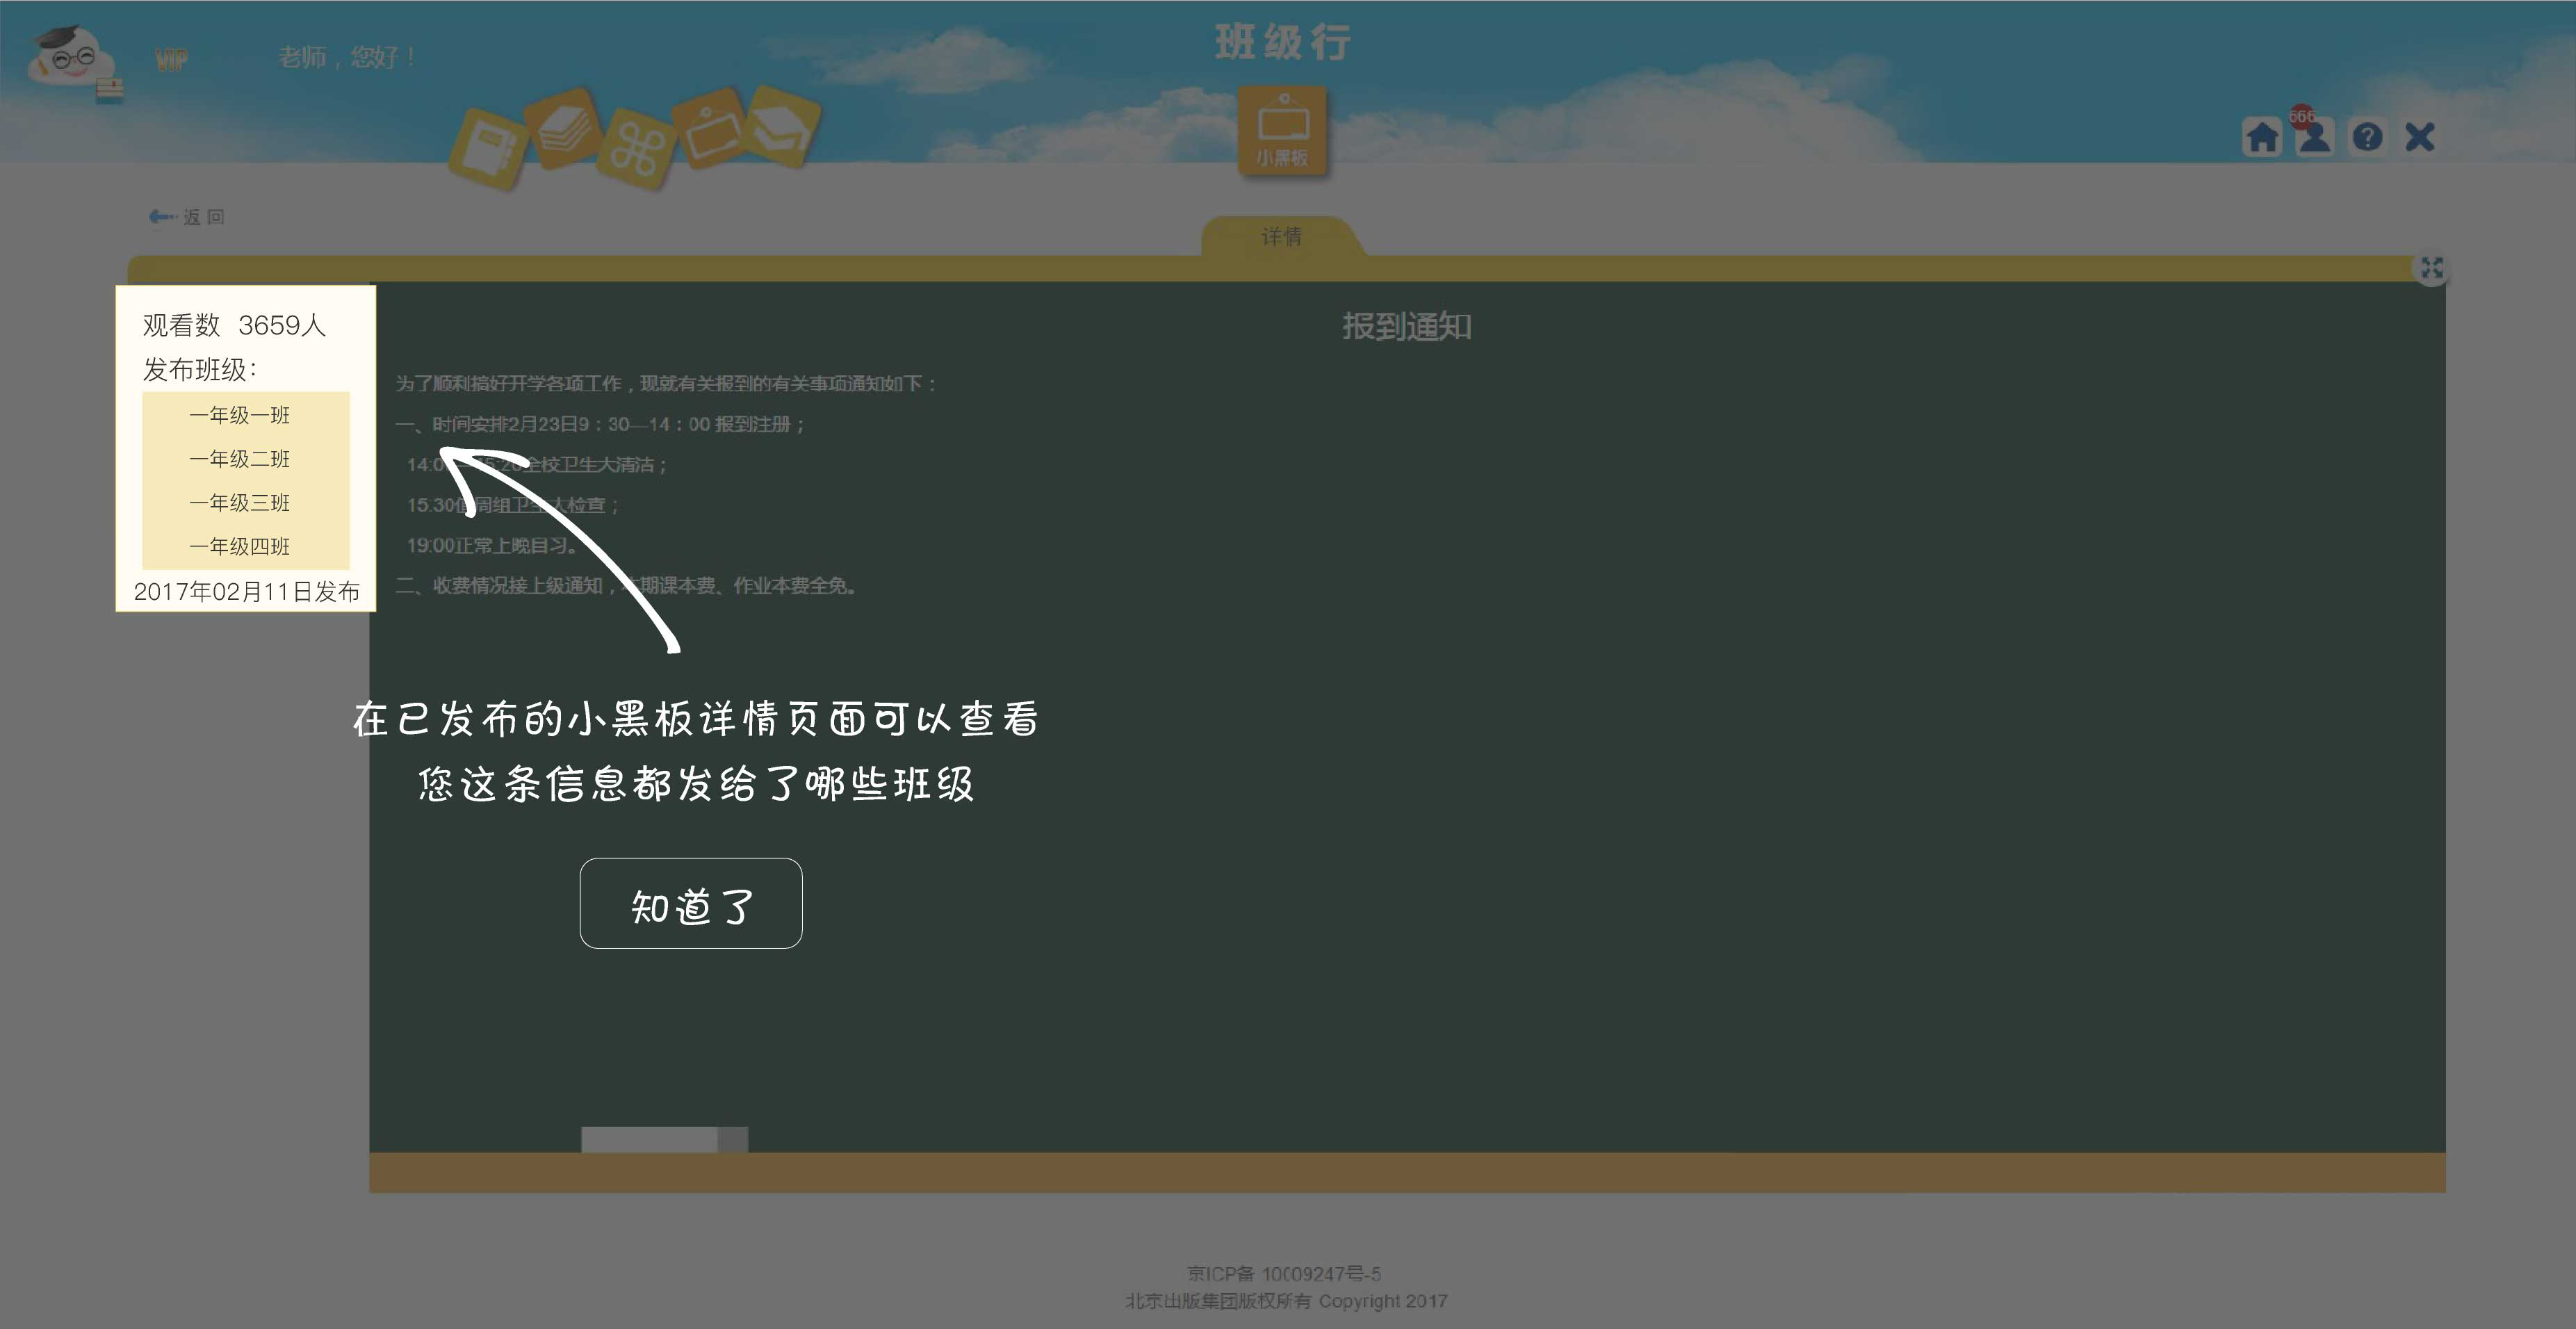 班级行
VIP
老师，您好！
小黑板
666
返回
详情
观看数 3659人
发布班级：
一年级一班
一年级二班
一年级三班
一年级四班
2017年02月11日发布
报到通知
为了顺利搞好开学各项工作，现就有关报到的有关事项通知如下：
一、时间安排2月23日9：30—14：00 报到注册；
14:0 5:20全校卫生大清洁；
15:30值周组卫生大检查；
19:00正常上晚自习。
二、收费情况接上级通知，本期课本费、作业本费全免。
在已发布的小黑板详情页面可以查看
您这条信息都发给了哪些班级
知道了
京ICP备 10009247号-5
北京出版集团版权所有 Copyright 2017